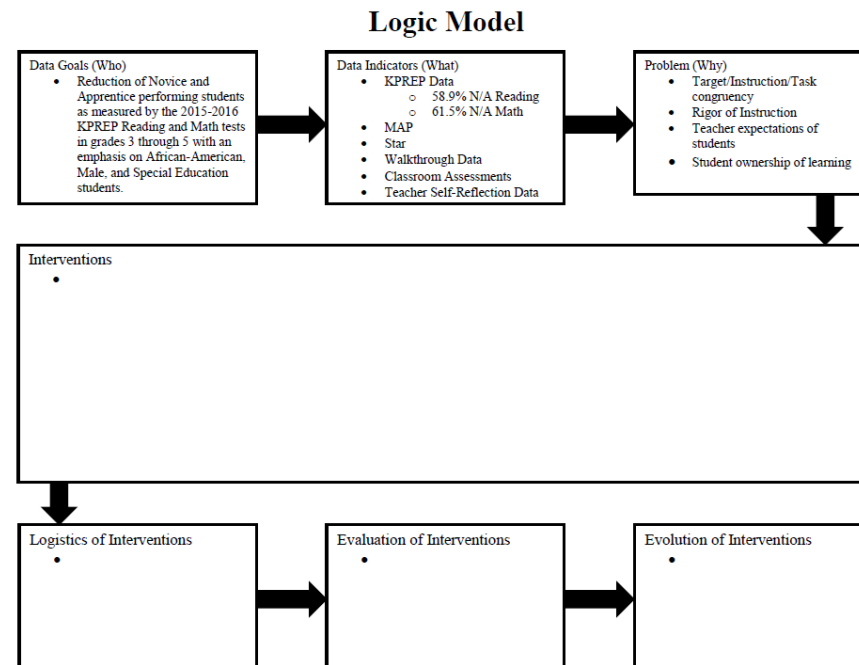 Logic Model
Data Goals (Who)
• Reduction of Novice and
Apprentice performing students
as measured by the 2015-2016
KPREP Reading and Math tests
in grades 3 through 5 with an
emphasis on African-American,
Male, and Special Education
students.
Data Indicators (What)
• KPREP Data
o 58.9% N/A Reading
o 61.5% N/A Math
• MAP
• Star
• Walkthrough Data
• Classroom Assessments
• Teacher Self-Reflection Data
Problem (Why)
• Target/Instruction/Task
congruency
• Rigor of Instruction
• Teacher expectations of
students
• Student ownership of learning
Interventions
•
Logistics of Interventions
•
Evaluation of Interventions
•
Evolution of Interventions
•